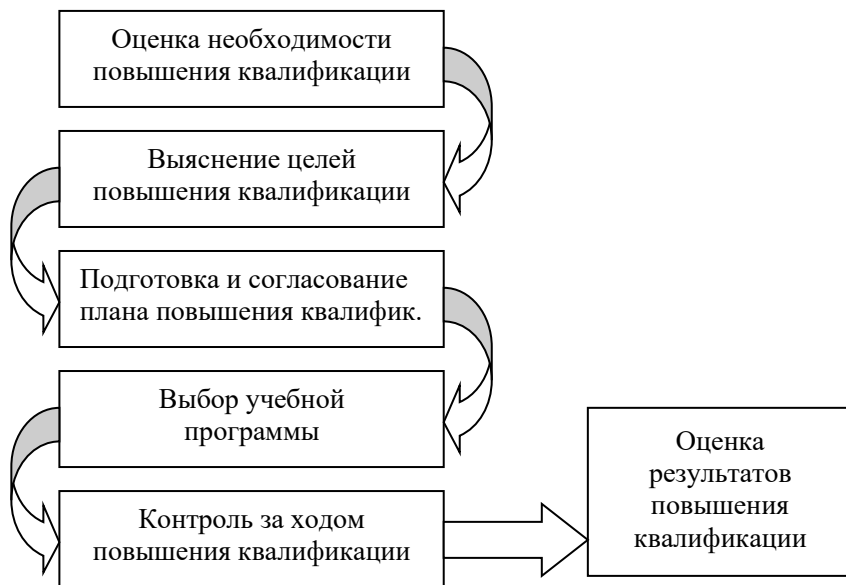 Оценка необходимости
повышения квалификации
Выяснение целей
повышения квалификации
Подготовка и согласование
плана повышения квалифик.
Выбор учебной
программы
Контроль за ходом
повышения квалификации
Оценка
результатов
повышения
квалификации